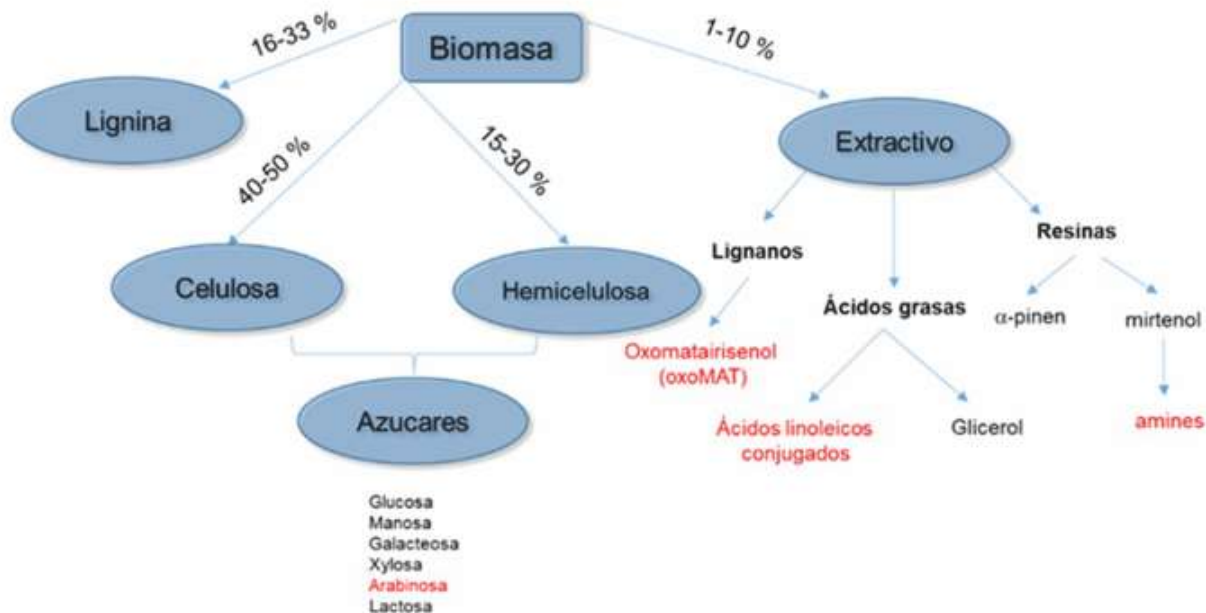 Biomasa
16-33 %
1-10 %
Lignina
40-50 %
15-30 %
Extractivo
Celulosa
Hemicelulosa
Lignanos
Resinas
Ácidos grasas
α-pinen
mirtenol
Oxomatairisenol
(oxoMAT)
Azucares
Ácidos linoleicos
conjugados
Glicerol
amines
Glucosa
Manosa
Galacteosa
Xylosa
Arabinosa
Lactosa